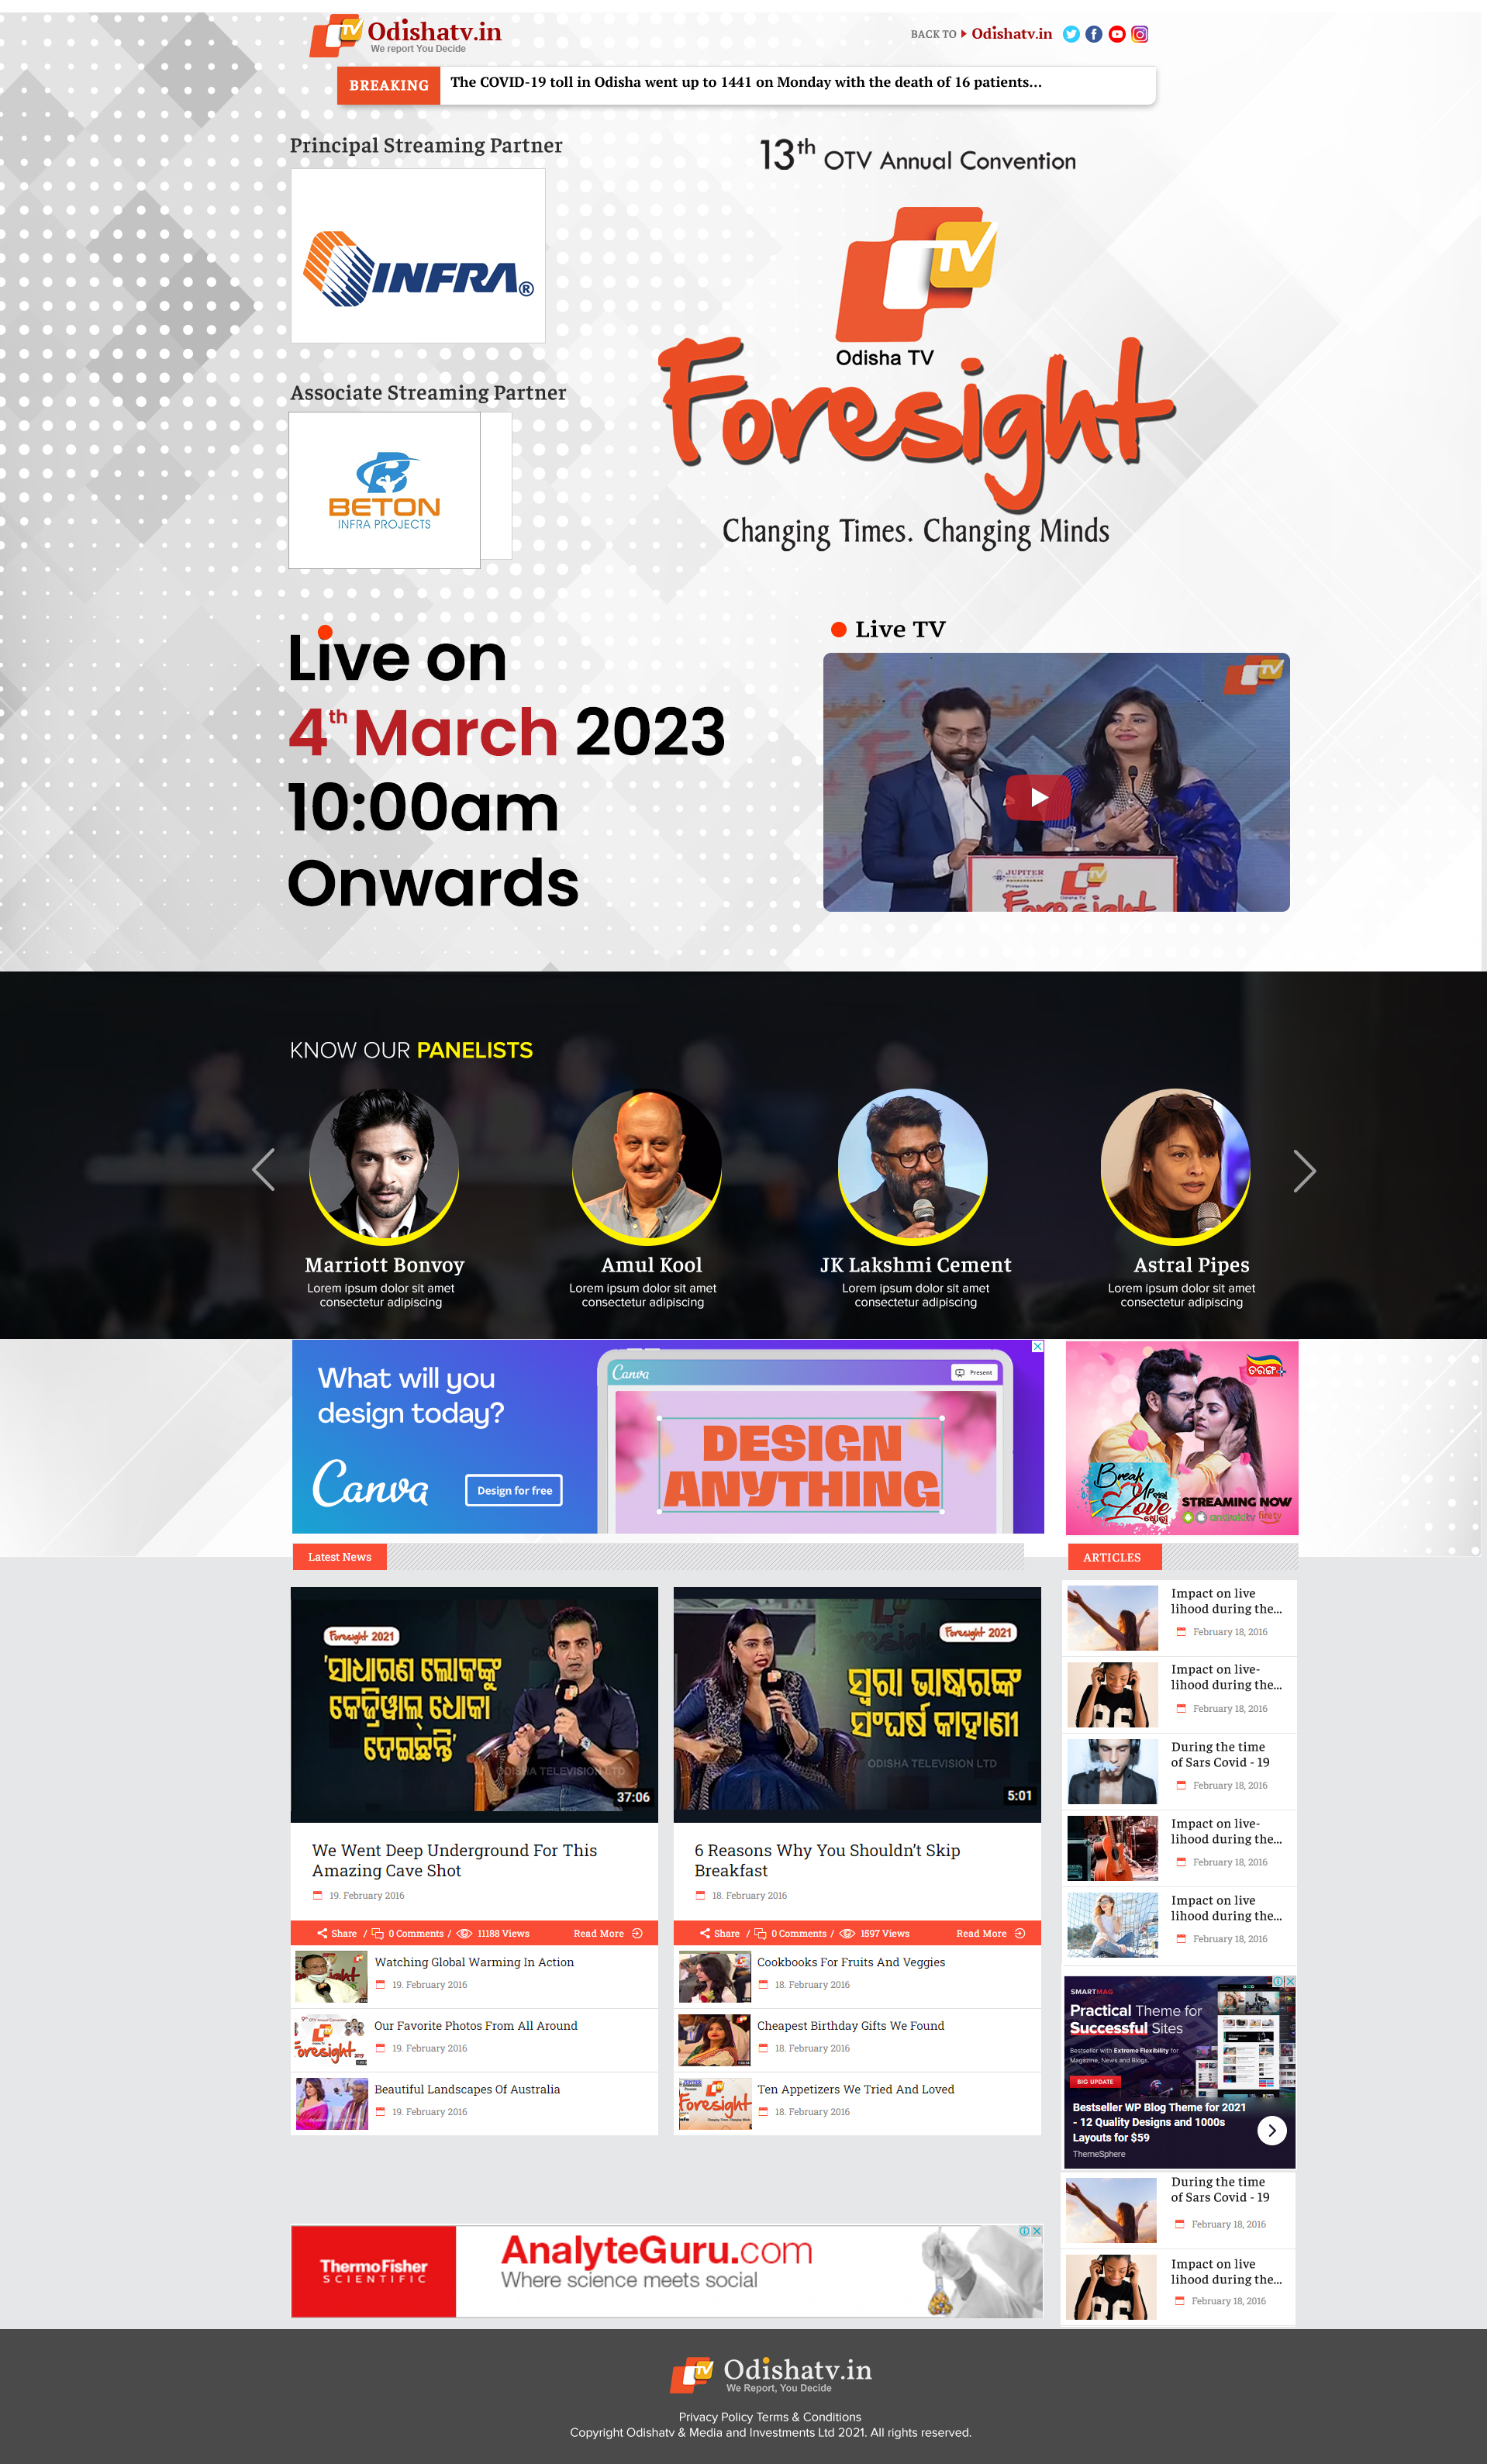 Odishatv.in
We report You Decide
BACK TO Odishatv.in
BREAKING
The COVID-19 toll in Odisha went up to 1441 on Monday with the death of 16 patients...
Principal Streaming Partner
INFRA®
Associate Streaming Partner
BETON
INFRA PROJECTS
13th OTV Annual Convention
TV
Odisha TV
Foresight
Changing Times. Changing Minds
Live on
4th March 2023
10:00am
Onwards
Live TV
TV
JUPITER
Presents
Odisha TV
Foresight
KNOW OUR PANELISTS
Marriott Bonvoy
Lorem ipsum dolor sit amet
consectetur adipiscing
Amul Kool
Lorem ipsum dolor sit amet
consectetur adipiscing
JK Lakshmi Cement
Lorem ipsum dolor sit amet
consectetur adipiscing
Astral Pipes
Lorem ipsum dolor sit amet
consectetur adipiscing
What will you
design today?
Canva
Design for free
Canva
Present
DESIGN
ANYTHING
ତରଙ୍ଗ
Break
Up
Love
STREAMING NOW
androidtv firetv
Latest News
Foresight 2021
'ସାଧାରଣ ଲୋକଙ୍କୁ
କେଜ୍ରିୱାଲ୍ ଧୋକା
ଦେଇଛନ୍ତି'
ODISHA TELEVISION LTD
37:06
We Went Deep Underground For This
Amazing Cave Shot
19. February 2016
Share / 0 Comments / 11188 Views Read More
Watching Global Warming In Action
19. February 2016
Our Favorite Photos From All Around
19. February 2016
Beautiful Landscapes Of Australia
19. February 2016
Foresight 2021
ସ୍ୱରା ଭାଷ୍କରଙ୍କ
ସଂଘର୍ଷ କାହାଣୀ
ODISHA TELEVISION LTD
5:01
6 Reasons Why You Shouldn't Skip
Breakfast
18. February 2016
Share / 0 Comments / 1597 Views Read More
Cookbooks For Fruits And Veggies
18. February 2016
Cheapest Birthday Gifts We Found
18. February 2016
Foresight
Ten Appetizers We Tried And Loved
18. February 2016
ARTICLES
Impact on live
lihood during the...
February 18, 2016
Impact on live-
lihood during the...
February 18, 2016
During the time
of Sars Covid - 19
February 18, 2016
Impact on live-
lihood during the...
February 18, 2016
Impact on live
lihood during the...
February 18, 2016
SMARTMAG
Practical Theme for
Successful Sites
Bestseller with Extreme Flexibility for
Magazine, News and Blogs.
BIG UPDATE
Bestseller WP Blog Theme for 2021
- 12 Quality Designs and 1000s
Layouts for $59
ThemeSphere
During the time
of Sars Covid - 19
February 18, 2016
Impact on live
lihood during the...
February 18, 2016
ThermoFisher
SCIENTIFIC
AnalyteGuru.com
Where science meets social
Odishatv.in
We Report, You Decide
Privacy Policy Terms & Conditions
Copyright Odishatv & Media and Investments Ltd 2021. All rights reserved.